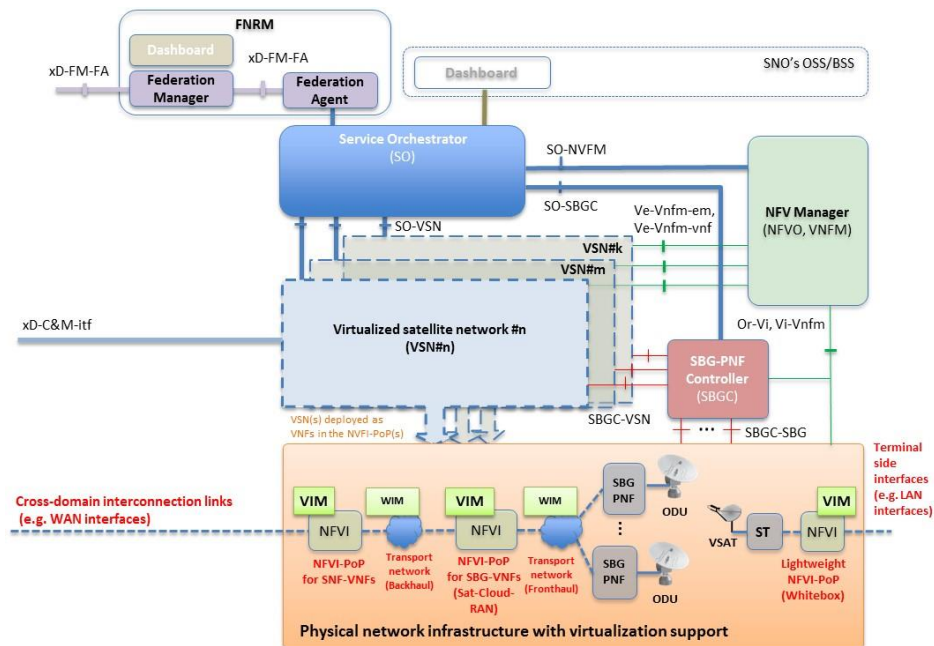 FNRM
Dashboard
xD-FM-FA
xD-FM-FA
Federation
Manager
Federation
Agent
Dashboard
SNO's OSS/BSS
Service Orchestrator
(SO)
SO-NVFM
SO-SBGC
SO-VSN
Ve-Vnfm-em,
Ve-Vnfm-vnf
NFV Manager
(NFVO, VNFM)
VSN#k
VSN#m
Virtualized satellite network #n
(VSN#n)
xD-C&M-itf
Or-Vi, Vi-Vnfm
SBG-PNF
Controller
(SBGC)
SBGC-VSN
SBGC-SBG
...
VSN(s) deployed as
VNFs in the NVFI-PoP(s)
Terminal
side
interfaces
(e.g. LAN
interfaces)
Cross-domain interconnection links
(e.g. WAN interfaces)
VIM
NFVI
NFVI-PoP
for SNF-VNFs
WIM
Transport
network
(Backhaul)
VIM
NFVI
NFVI-PoP
for SBG-VNFs
(Sat-Cloud-
RAN)
WIM
Transport
network
(Fronthaul)
SBG
PNF
ODU
...
SBG
PNF
ODU
VSAT
ST
VIM
NFVI
Lightweight
NFVI-PoP
(Whitebox)
Physical network infrastructure with virtualization support